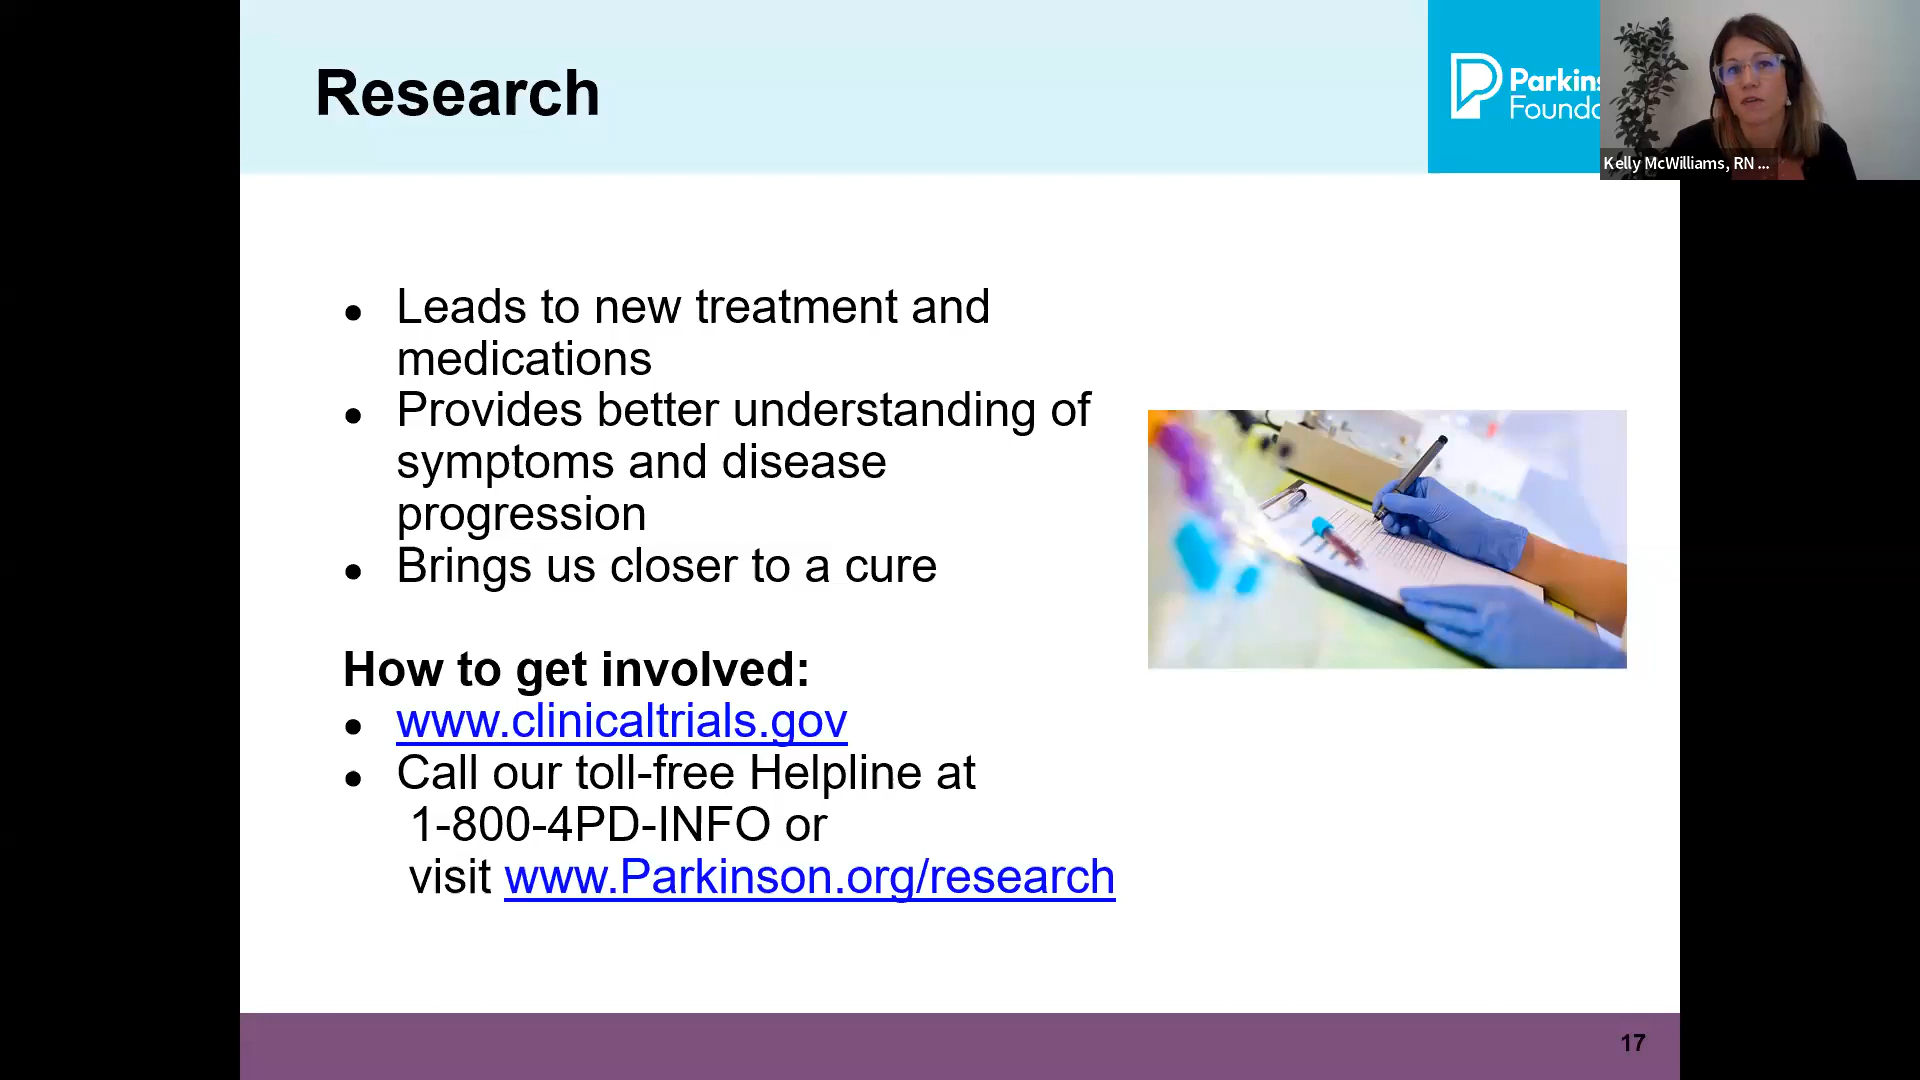 Research
Parkins
Founda
Kelly McWilliams, RN ...
● Leads to new treatment and
medications
● Provides better understanding of
symptoms and disease
progression
● Brings us closer to a cure
How to get involved:
● www.clinicaltrials.gov
● Call our toll-free Helpline at
1-800-4PD-INFO or
visit www.Parkinson.org/research
17